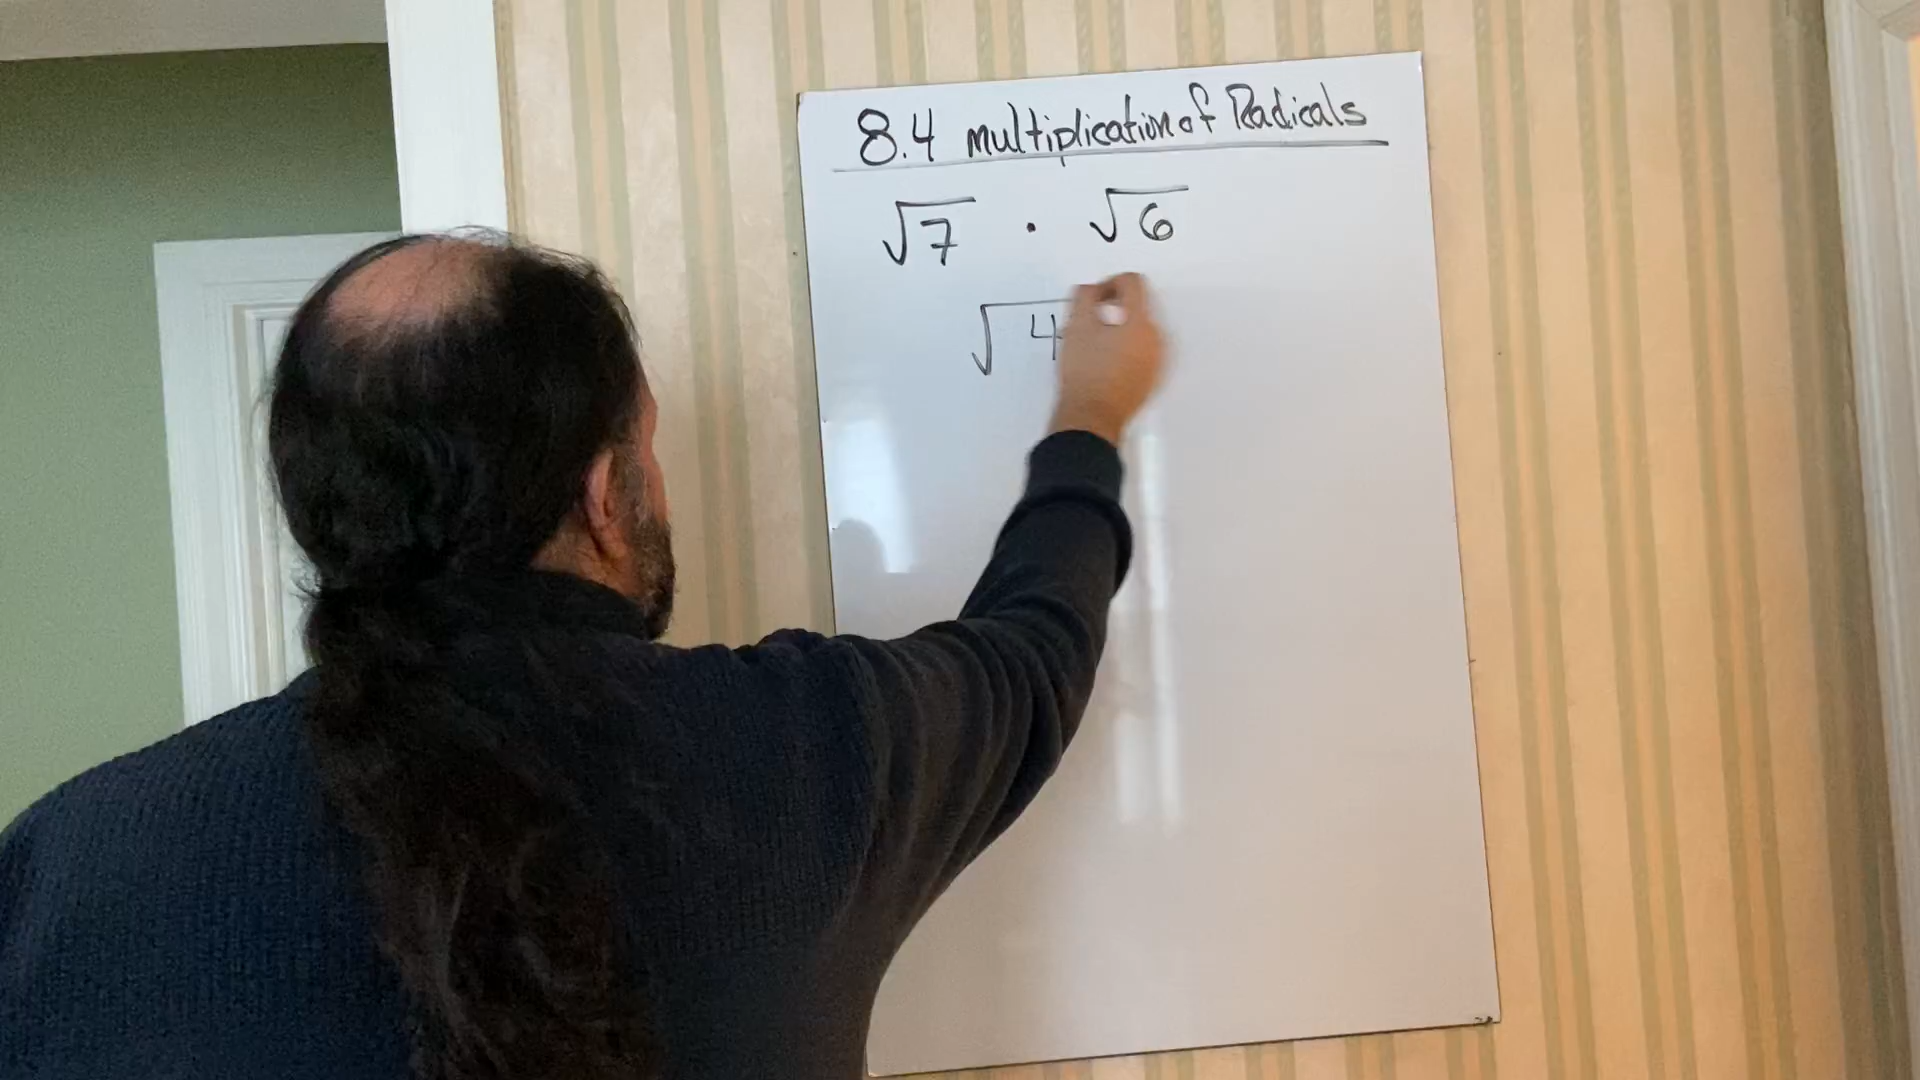 8.4 multiplication of Radicals
√7 · √6
√4